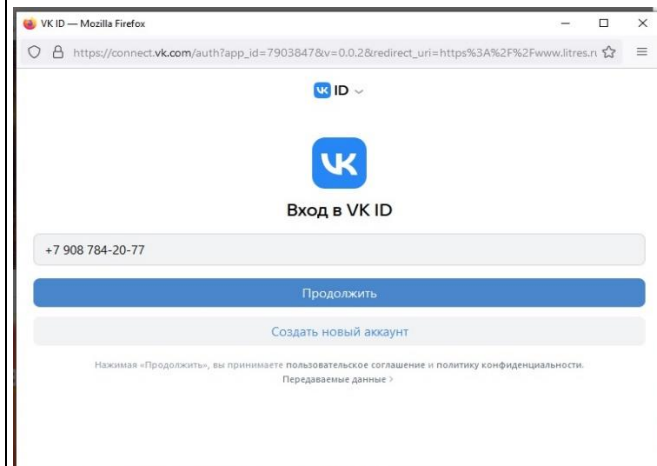 VK ID — Mozilla Firefox
https://connect.vk.com/auth?app_id=7903847&v=0.0.2&redirect_uri=https%3A%2F%2Fwww.litres.r
VK ID
VK
Вход в VK ID
+7 908 784-20-77
Продолжить
Создать новый аккаунт
Нажимая «Продолжить», вы принимаете пользовательское соглашение и политику конфиденциальности.
Передаваемые данные >